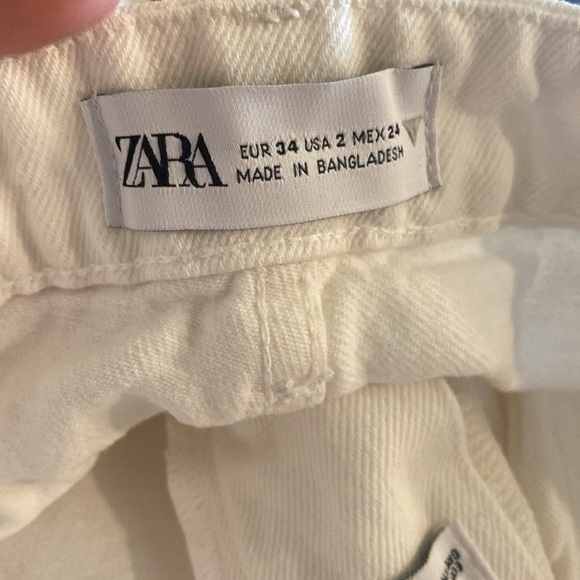 ZARA
EUR 34 USA 2 MEX 24
MADE IN BANGLADESH